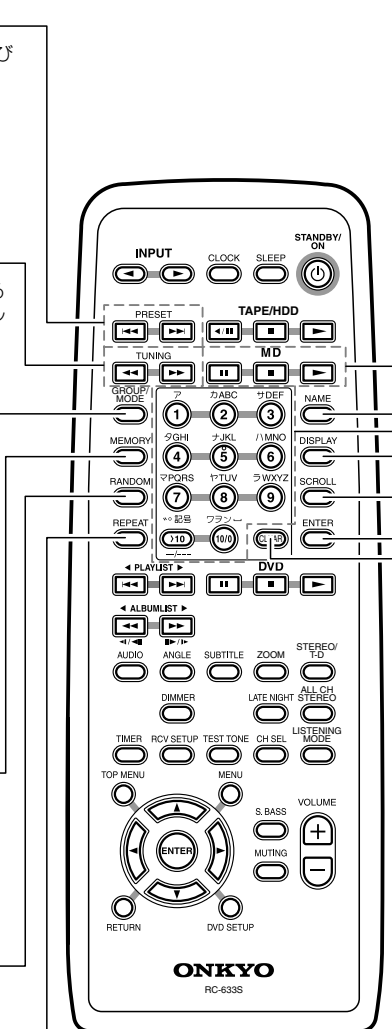 び
STANDBY/
ON
INPUT CLOCK SLEEP
PRESET TAPE/HDD
TUNING MD
GROUP/
MODE ア カABC サDEF NAME
1 2 3
MEMORY タGHI ナJKL ハMNO DISPLAY
4 5 6
RANDOM マPQRS ヤTUV ラWXYZ SCROLL
7 8 9
REPEAT 記号 ワヲン ENTER
>10 10/0 CLEAR
-/---
PLAYLIST DVD
ALBUMLIST
AUDIO ANGLE SUBTITLE ZOOM STEREO/
T-D
DIMMER LATE NIGHT ALL CH
STEREO
TIMER RCV SETUP TEST TONE CH SEL LISTENING
MODE
TOP MENU MENU
S. BASS VOLUME
ENTER
MUTING
RETURN DVD SETUP
ONKYO
RC-633S